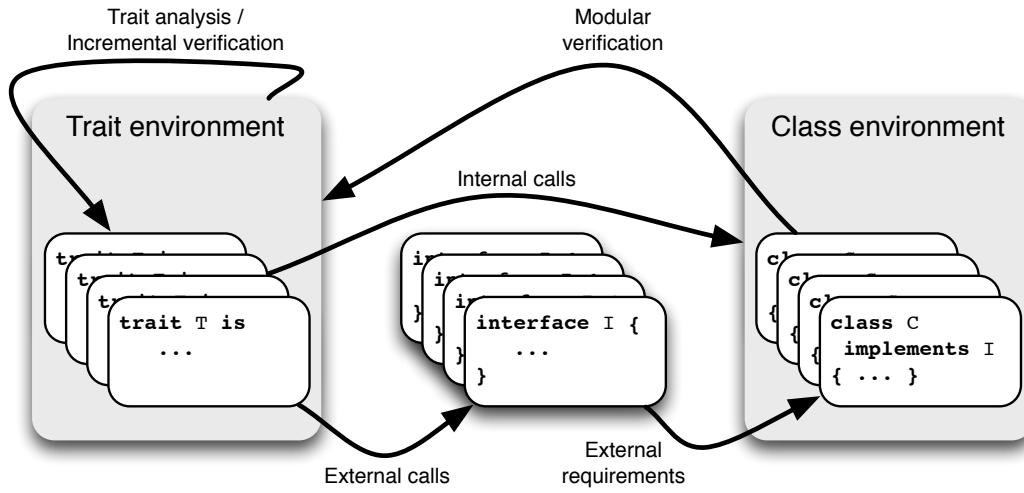 Trait analysis /
Incremental verification
Modular
verification
Trait environment
Class environment
Internal calls
trait T is
...
interface I {
...
}
class C
implements I
{ ... }
External calls
External
requirements